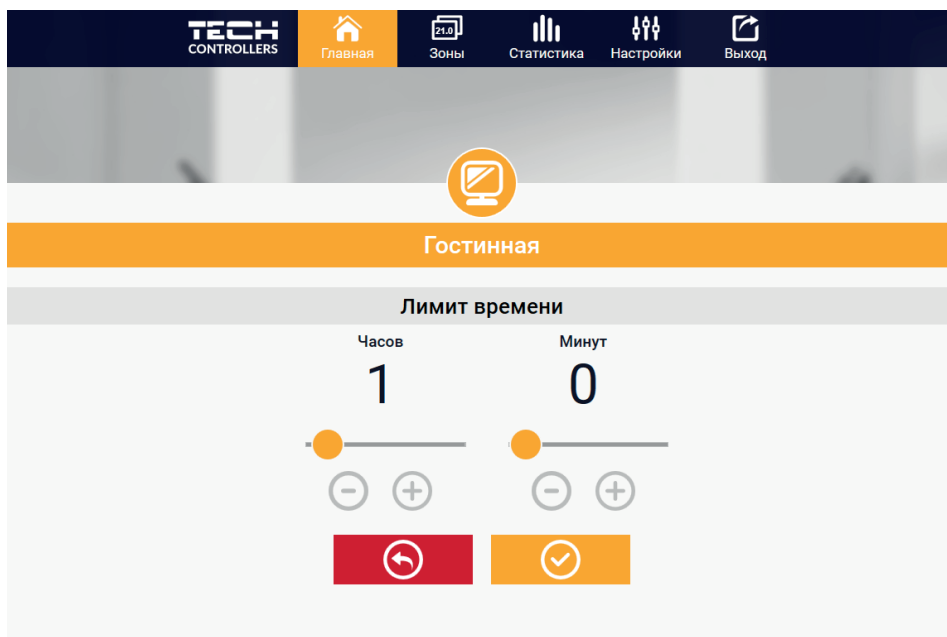 TECH
CONTROLLERS
Главная
21.0
Зоны
Статистика
Настройки
Выход
Гостинная
Лимит времени
Часов
Минут
1
0